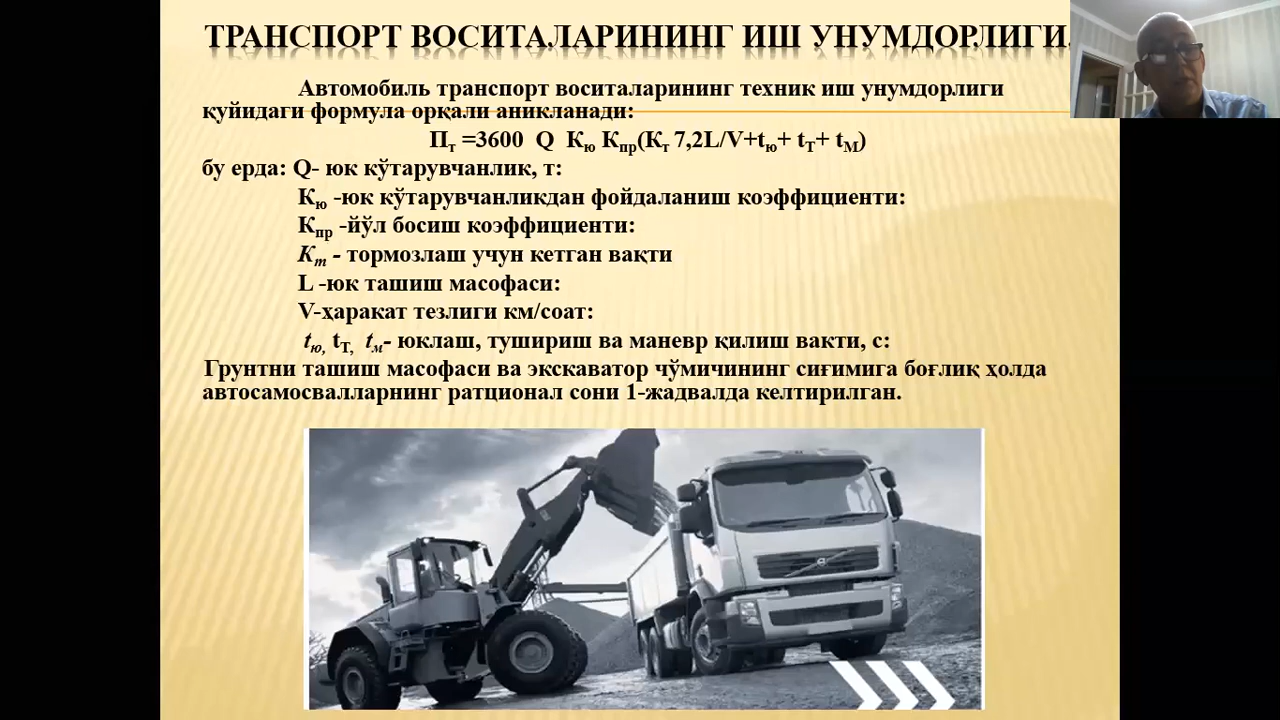 ТРАНСПОРТ ВОСИТАЛАРИНИНГ ИШ УНУМДОРЛИГИ.
Автомобиль транспорт воситаларининг техник иш унумдорлиги
қуйидаги формула орқали аникланади:
Пт =3600 Q Кю Кпр(Кт 7,2L/V+tю+ tТ+ tМ)
бу ерда: Q- юк кўтарувчанлик, т:
Кю -юк кўтарувчанликдан фойдаланиш коэффициенти:
Кпр -йўл босиш коэффициенти:
Кт - тормозлаш учун кетган вақти
L -юк ташиш масофаси:
V-ҳаракат тезлиги км/соат:
tю, tТ, tм- юклаш, тушириш ва маневр қилиш вакти, с:
Грунтни ташиш масофаси ва экскаватор чўмичининг сиғимига боғлиқ ҳолда
автосамосвалларнинг ратционал сони 1-жадвалда келтирилган.